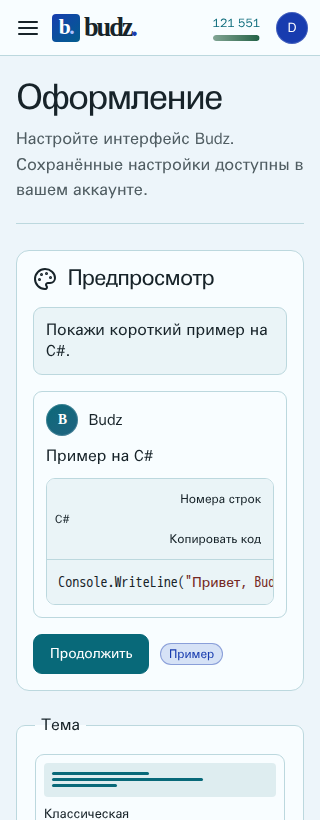 b. budz.
121 551
D
Оформление
Настройте интерфейс Budz.
Сохранённые настройки доступны в
вашем аккаунте.
Предпросмотр
Покажи короткий пример на
C#.
B Budz
Пример на C#
Номера строк
C#
Копировать код
Console.WriteLine("Привет, Bud
Продолжить
Пример
Тема
Классическая